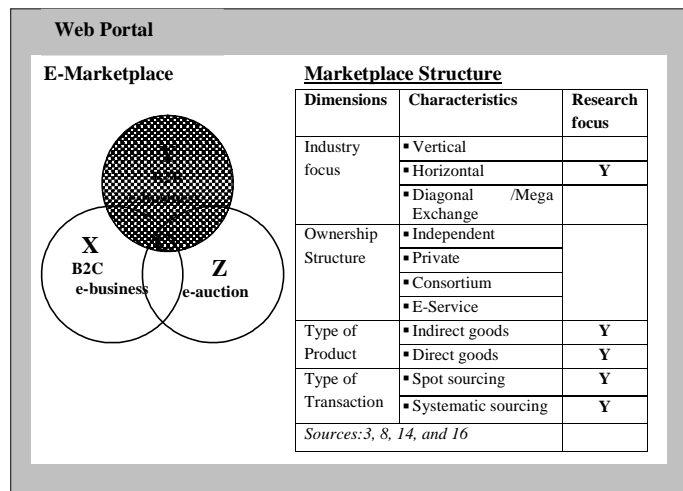 Web Portal
E-Marketplace
X
B2C
e-business
Z
e-auction
Marketplace Structure
Dimensions Characteristics Research focus
Industry focus
▪ Vertical
▪ Horizontal Y
▪ Diagonal /Mega Exchange
Ownership Structure
▪ Independent
▪ Private
▪ Consortium
▪ E-Service
Type of Product
▪ Indirect goods Y
▪ Direct goods Y
Type of Transaction
▪ Spot sourcing Y
▪ Systematic sourcing Y
Sources:3, 8, 14, and 16